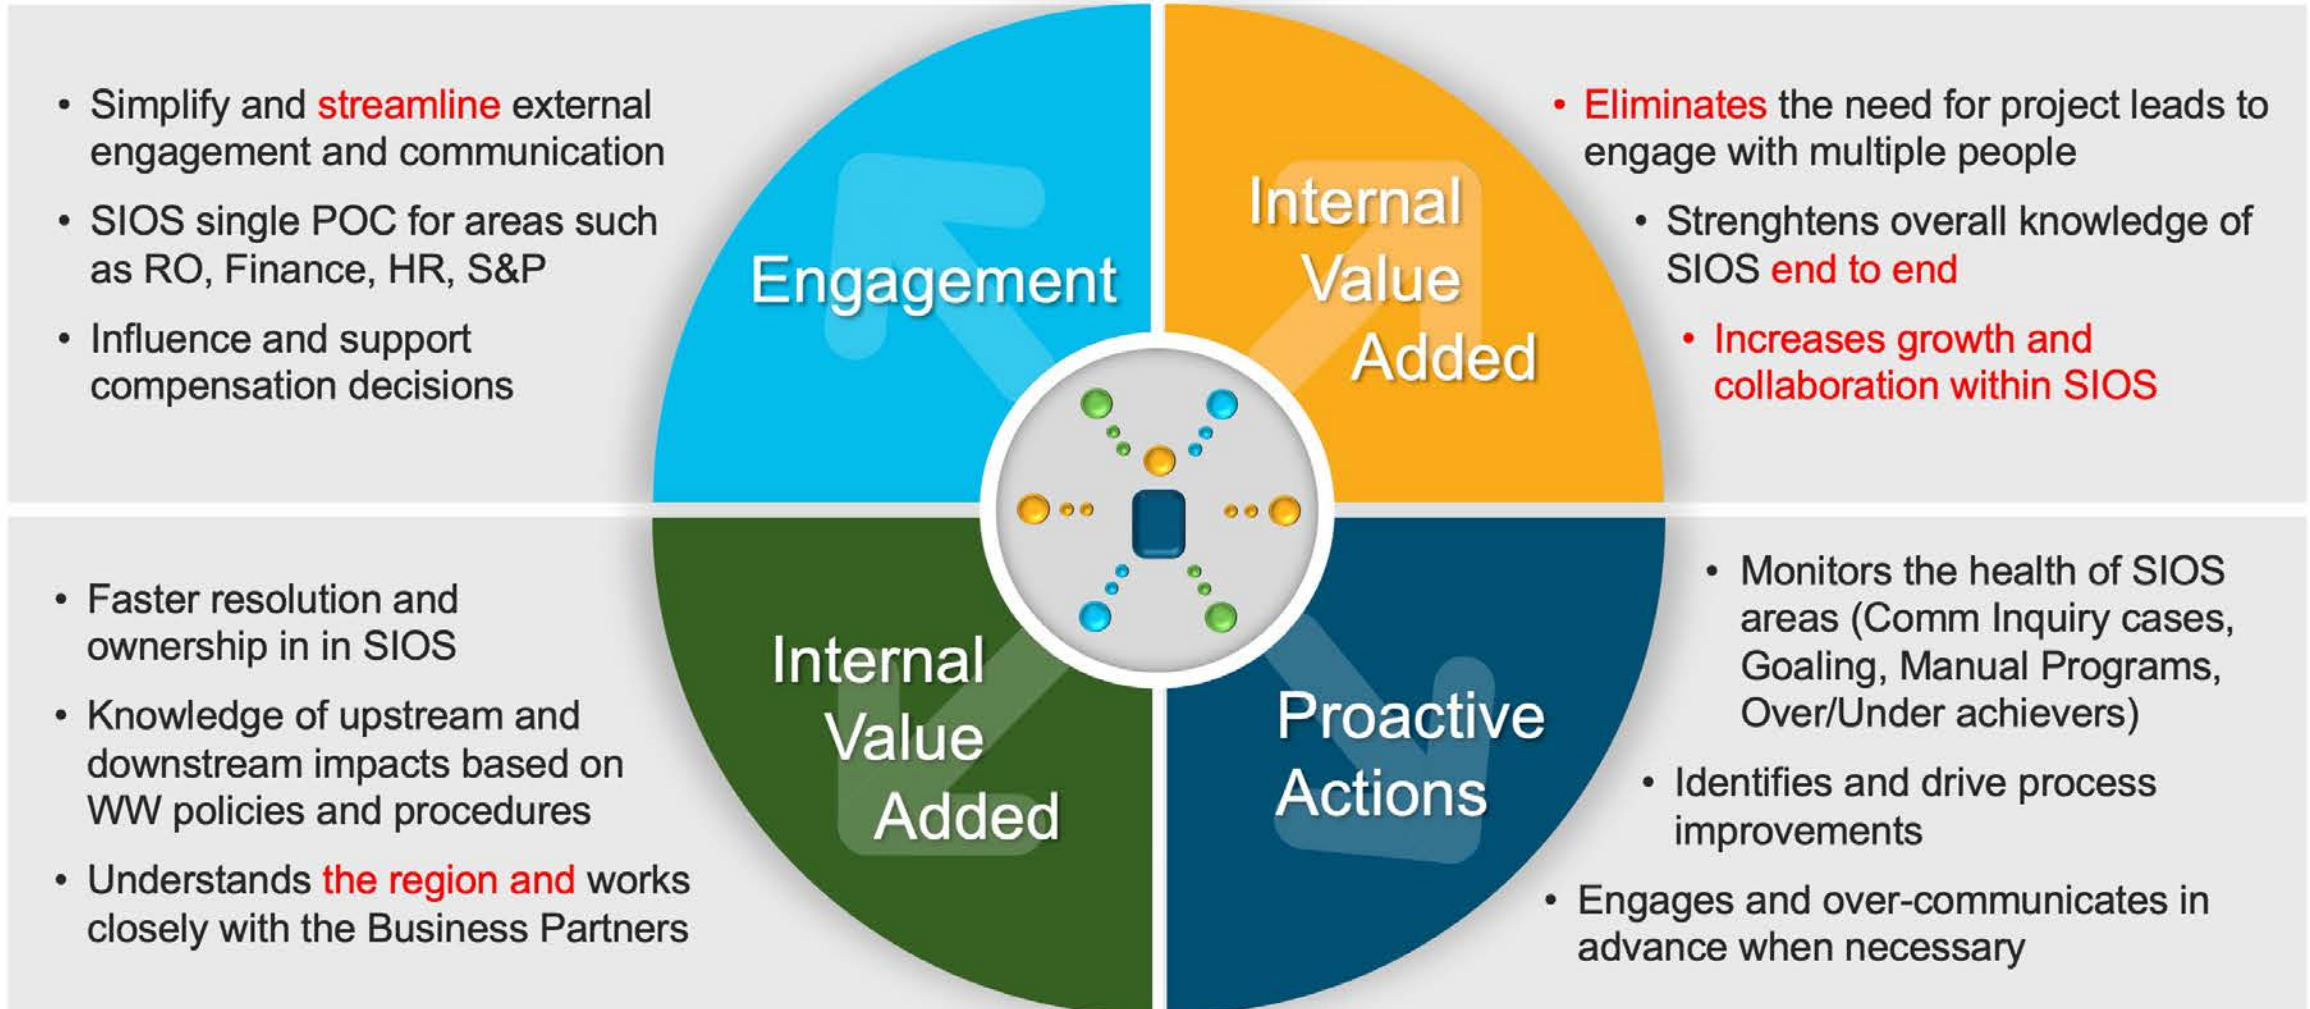 • Simplify and streamline external
engagement and communication
• SIOS single POC for areas such
as RO, Finance, HR, S&P
• Influence and support
compensation decisions
Engagement
Internal
Value
Added
• Eliminates the need for project leads to
engage with multiple people
• Strenghtens overall knowledge of
SIOS end to end
• Increases growth and
collaboration within SIOS
• Faster resolution and
ownership in in SIOS
• Knowledge of upstream and
downstream impacts based on
WW policies and procedures
• Understands the region and works
closely with the Business Partners
Internal
Value
Added
Proactive
Actions
• Monitors the health of SIOS
areas (Comm Inquiry cases,
Goaling, Manual Programs,
Over/Under achievers)
• Identifies and drive process
improvements
• Engages and over-communicates in
advance when necessary